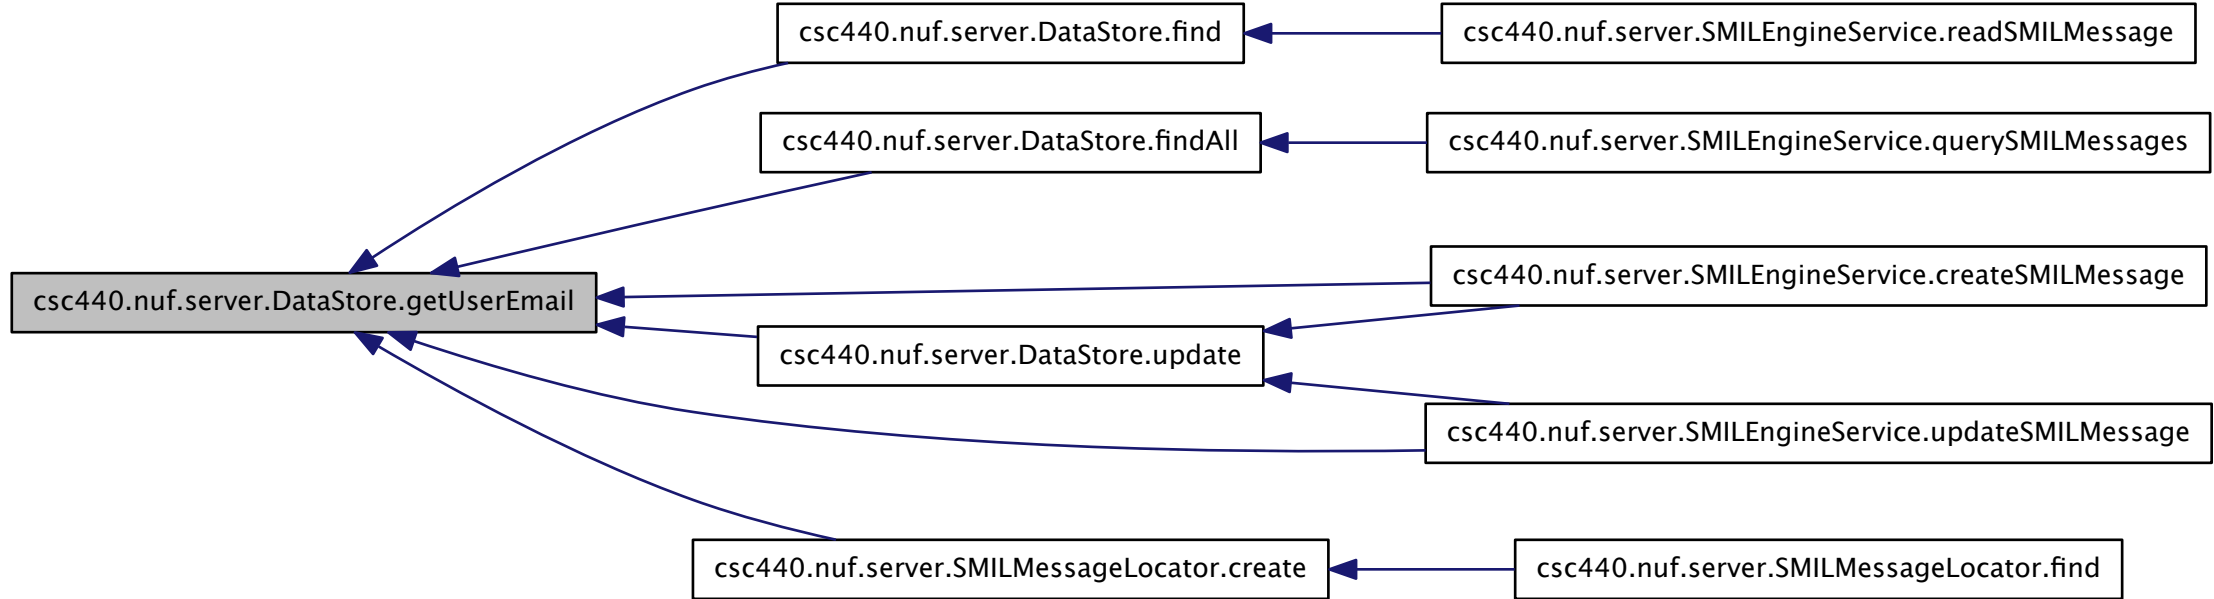 csc440.nuf.server.DataStore.find
csc440.nuf.server.SMILEngineService.readSMILMessage
csc440.nuf.server.DataStore.findAll
csc440.nuf.server.SMILEngineService.querySMILMessages
csc440.nuf.server.DataStore.getUserEmail
csc440.nuf.server.SMILEngineService.createSMILMessage
csc440.nuf.server.DataStore.update
csc440.nuf.server.SMILEngineService.updateSMILMessage
csc440.nuf.server.SMILMessageLocator.create
csc440.nuf.server.SMILMessageLocator.find